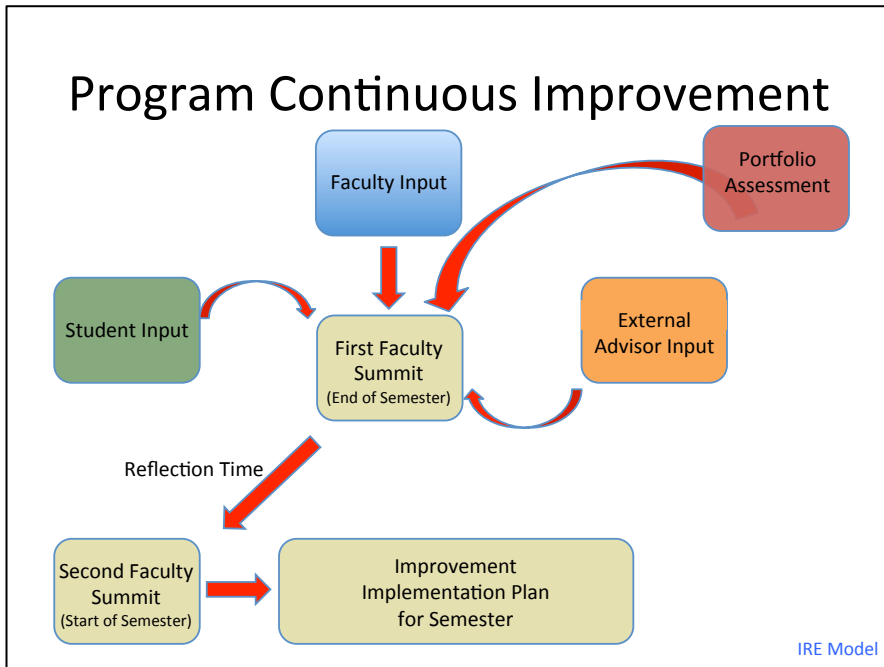 Program Continuous Improvement
Faculty Input
Portfolio
Assessment
Student Input
First Faculty
Summit
(End of Semester)
External
Advisor Input
Reflection Time
Second Faculty
Summit
(Start of Semester)
Improvement
Implementation Plan
for Semester
IRE Model